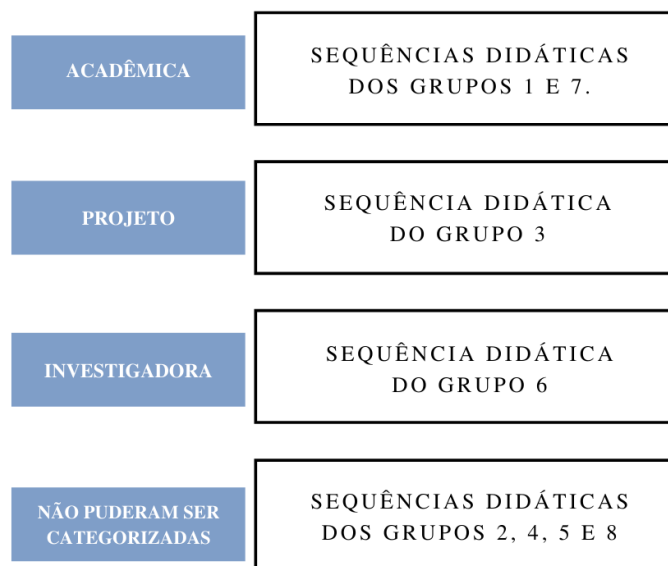 ACADÊMICA
SEQUÊNCIAS DIDÁTICAS
DOS GRUPOS 1 E 7.
PROJETO
SEQUÊNCIA DIDÁTICA
DO GRUPO 3
INVESTIGADORA
SEQUÊNCIA DIDÁTICA
DO GRUPO 6
NÃO PUDERAM SER
CATEGORIZADAS
SEQUÊNCIAS DIDÁTICAS
DOS GRUPOS 2, 4, 5 E 8